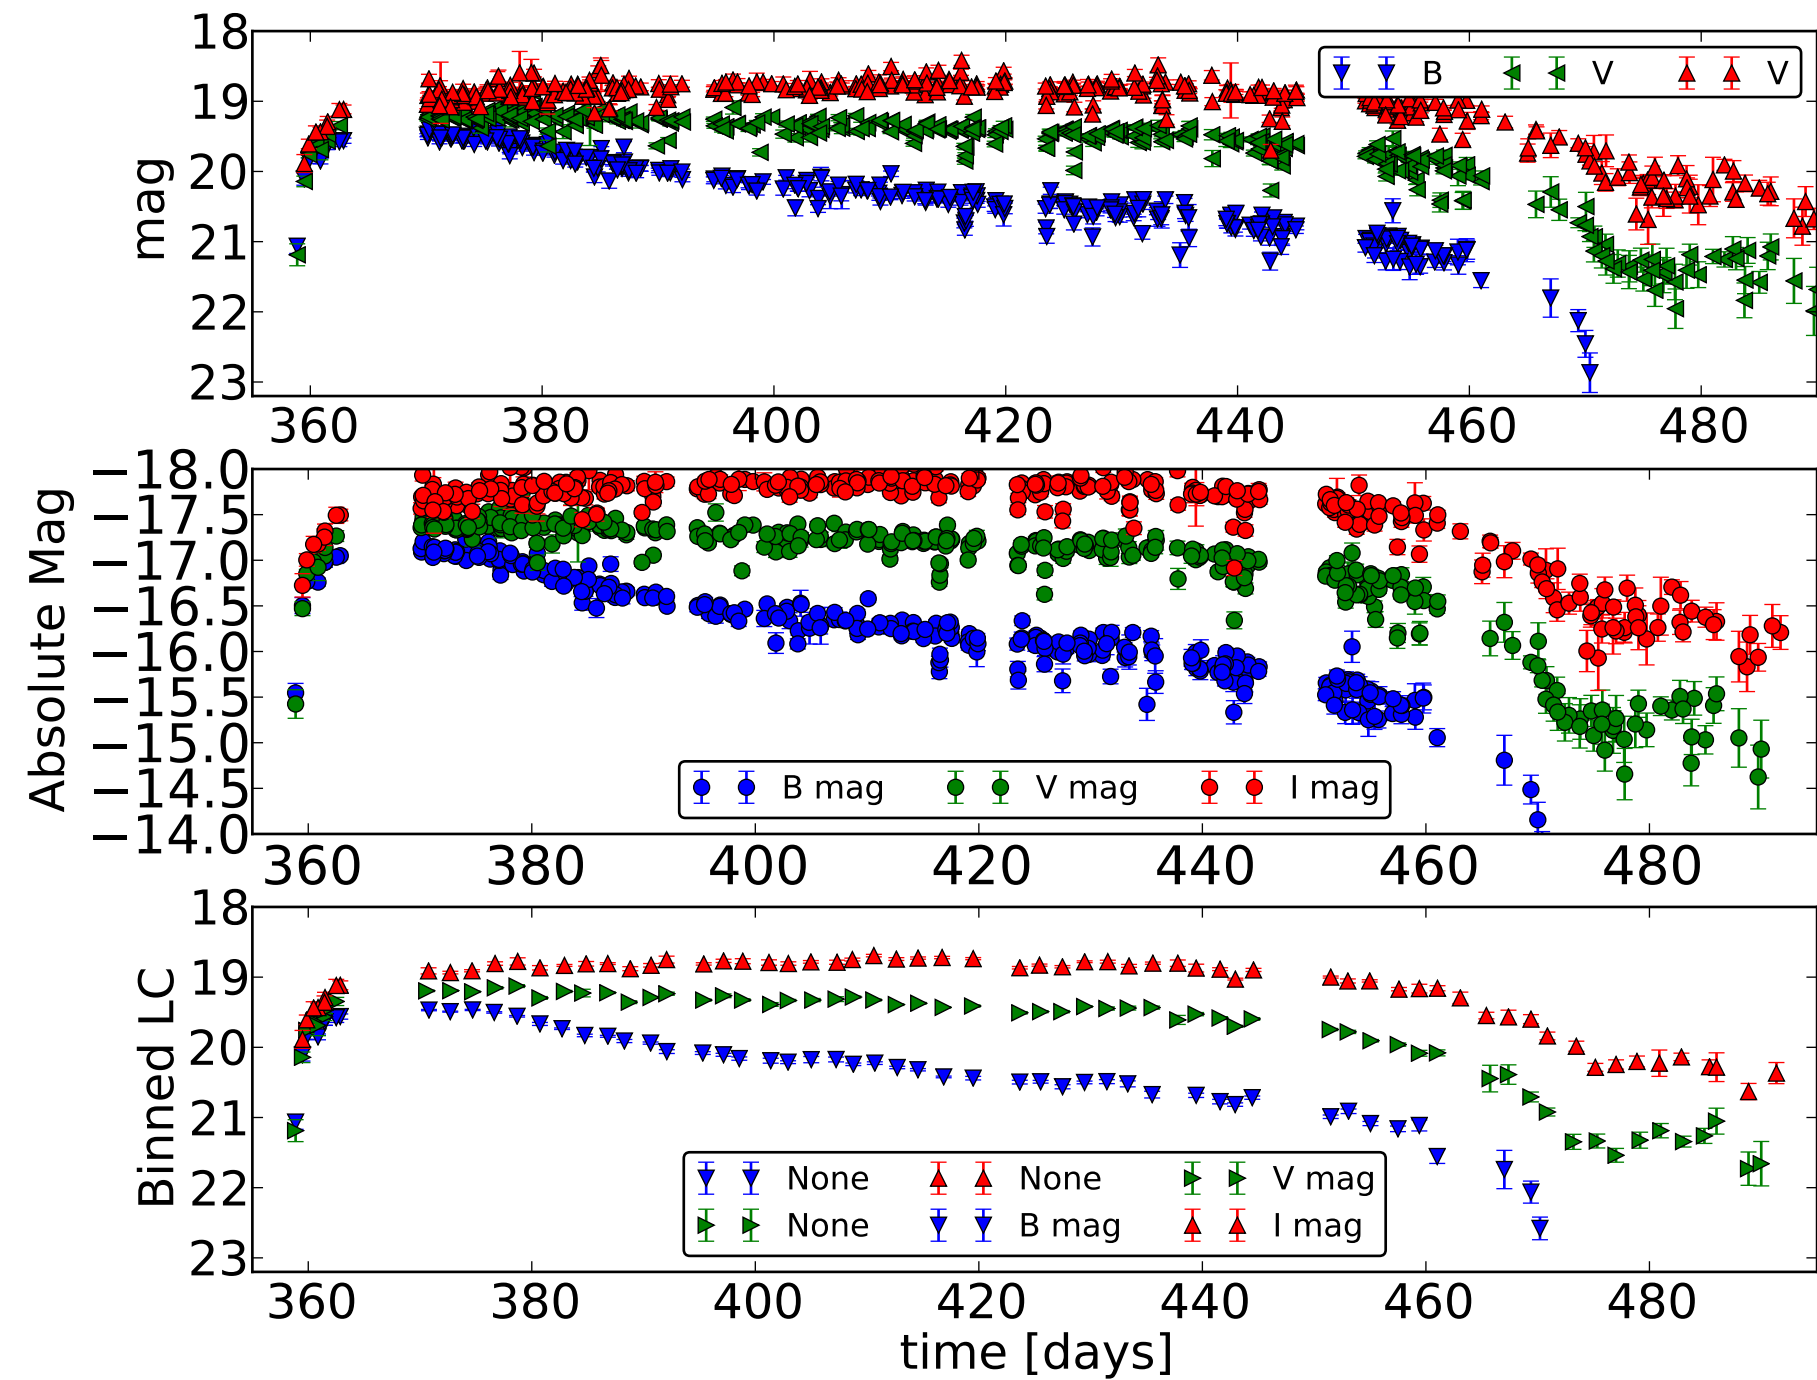 18
19
20
21
22
23
mag
B V V
360 380 400 420 440 460 480
−18.0
−17.5
−17.0
−16.5
−16.0
−15.5
−15.0
−14.5
−14.0
Absolute Mag
B mag V mag I mag
360 380 400 420 440 460 480
18
19
20
21
22
23
Binned LC
None None V mag
None B mag I mag
360 380 400 420 440 460 480
time [days]